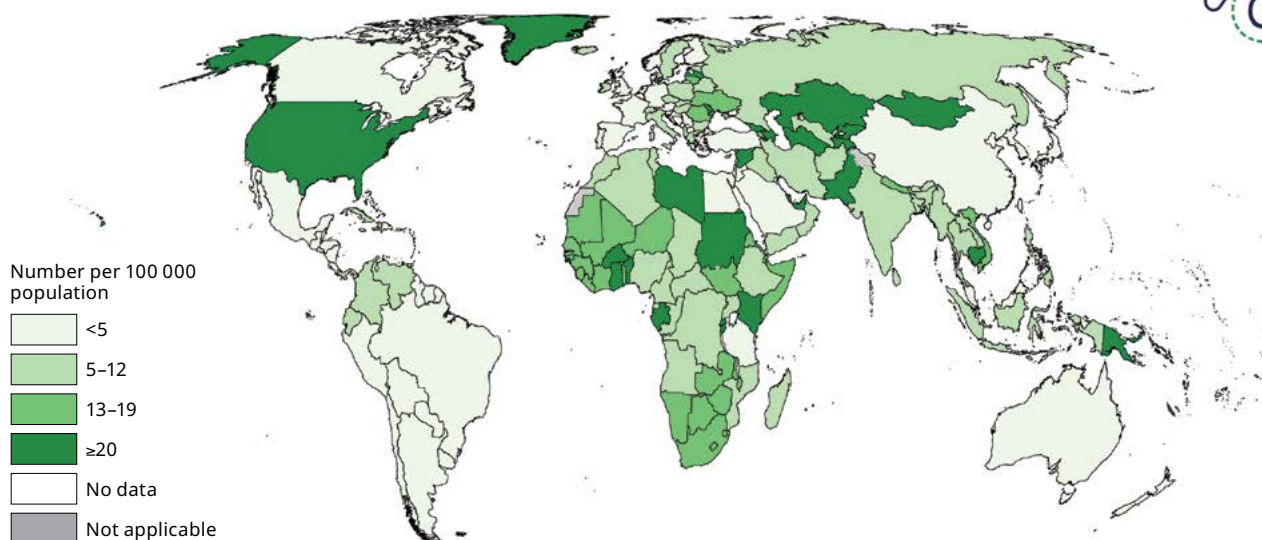 Number per 100 000
population
<5
5–12
13–19
≥20
No data
Not applicable